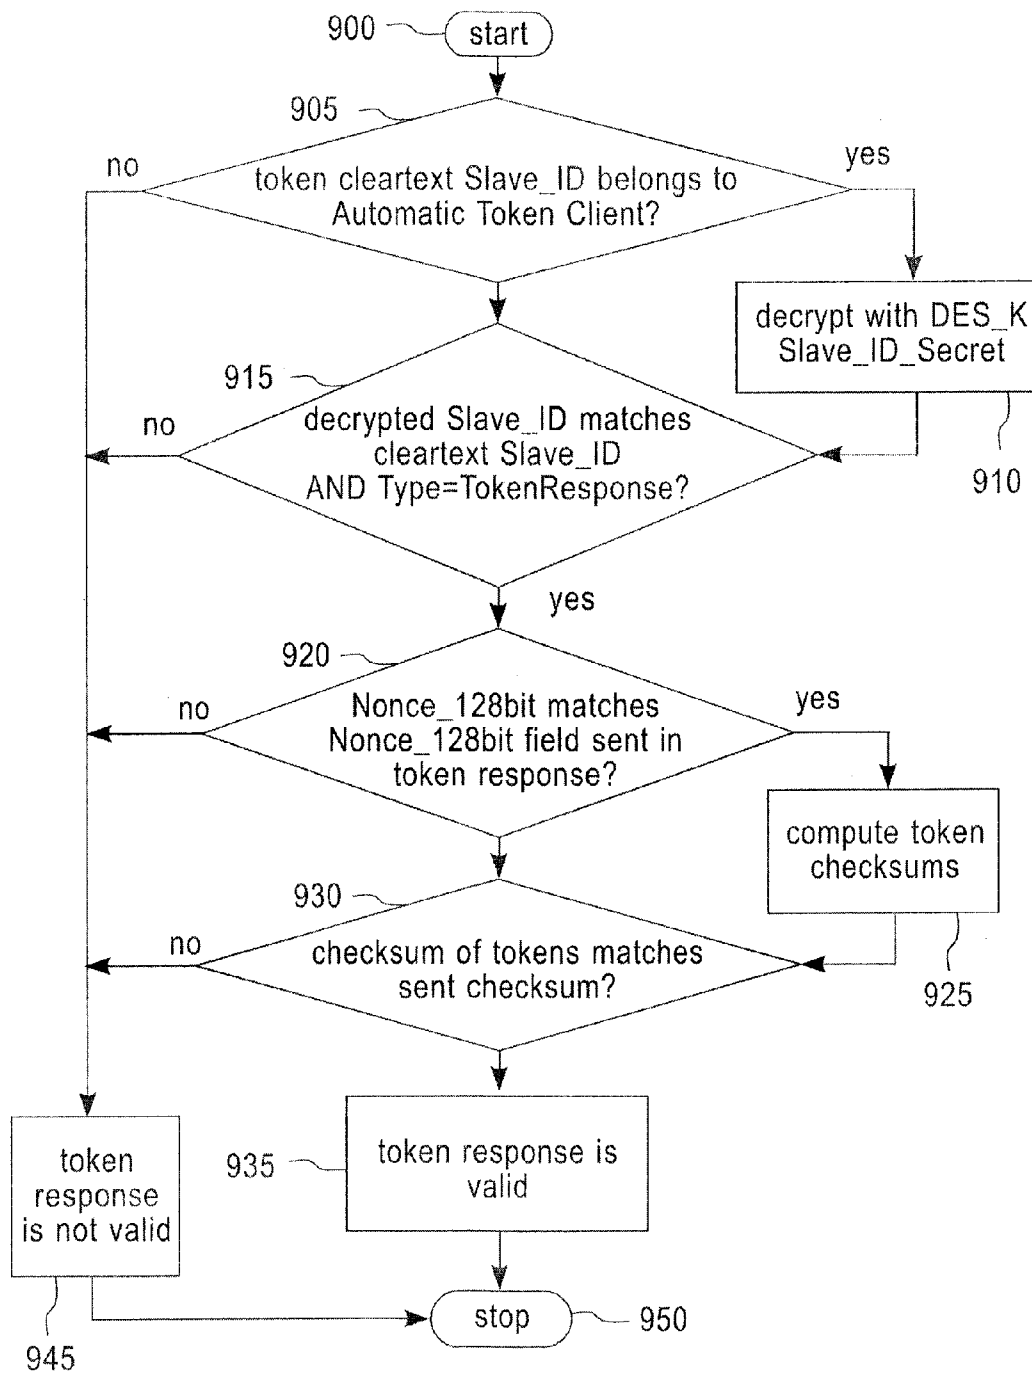 900
start
905
no
yes
token cleartext Slave_ID belongs to
Automatic Token Client?
decrypt with DES_K
Slave_ID_Secret
910
915
no
decrypted Slave_ID matches
cleartext Slave_ID
AND Type=TokenResponse?
yes
920
no
yes
Nonce_128bit matches
Nonce_128bit field sent in
token response?
compute token
checksums
925
930
no
checksum of tokens matches
sent checksum?
token
response
is not valid
945
935
token response is
valid
stop
950